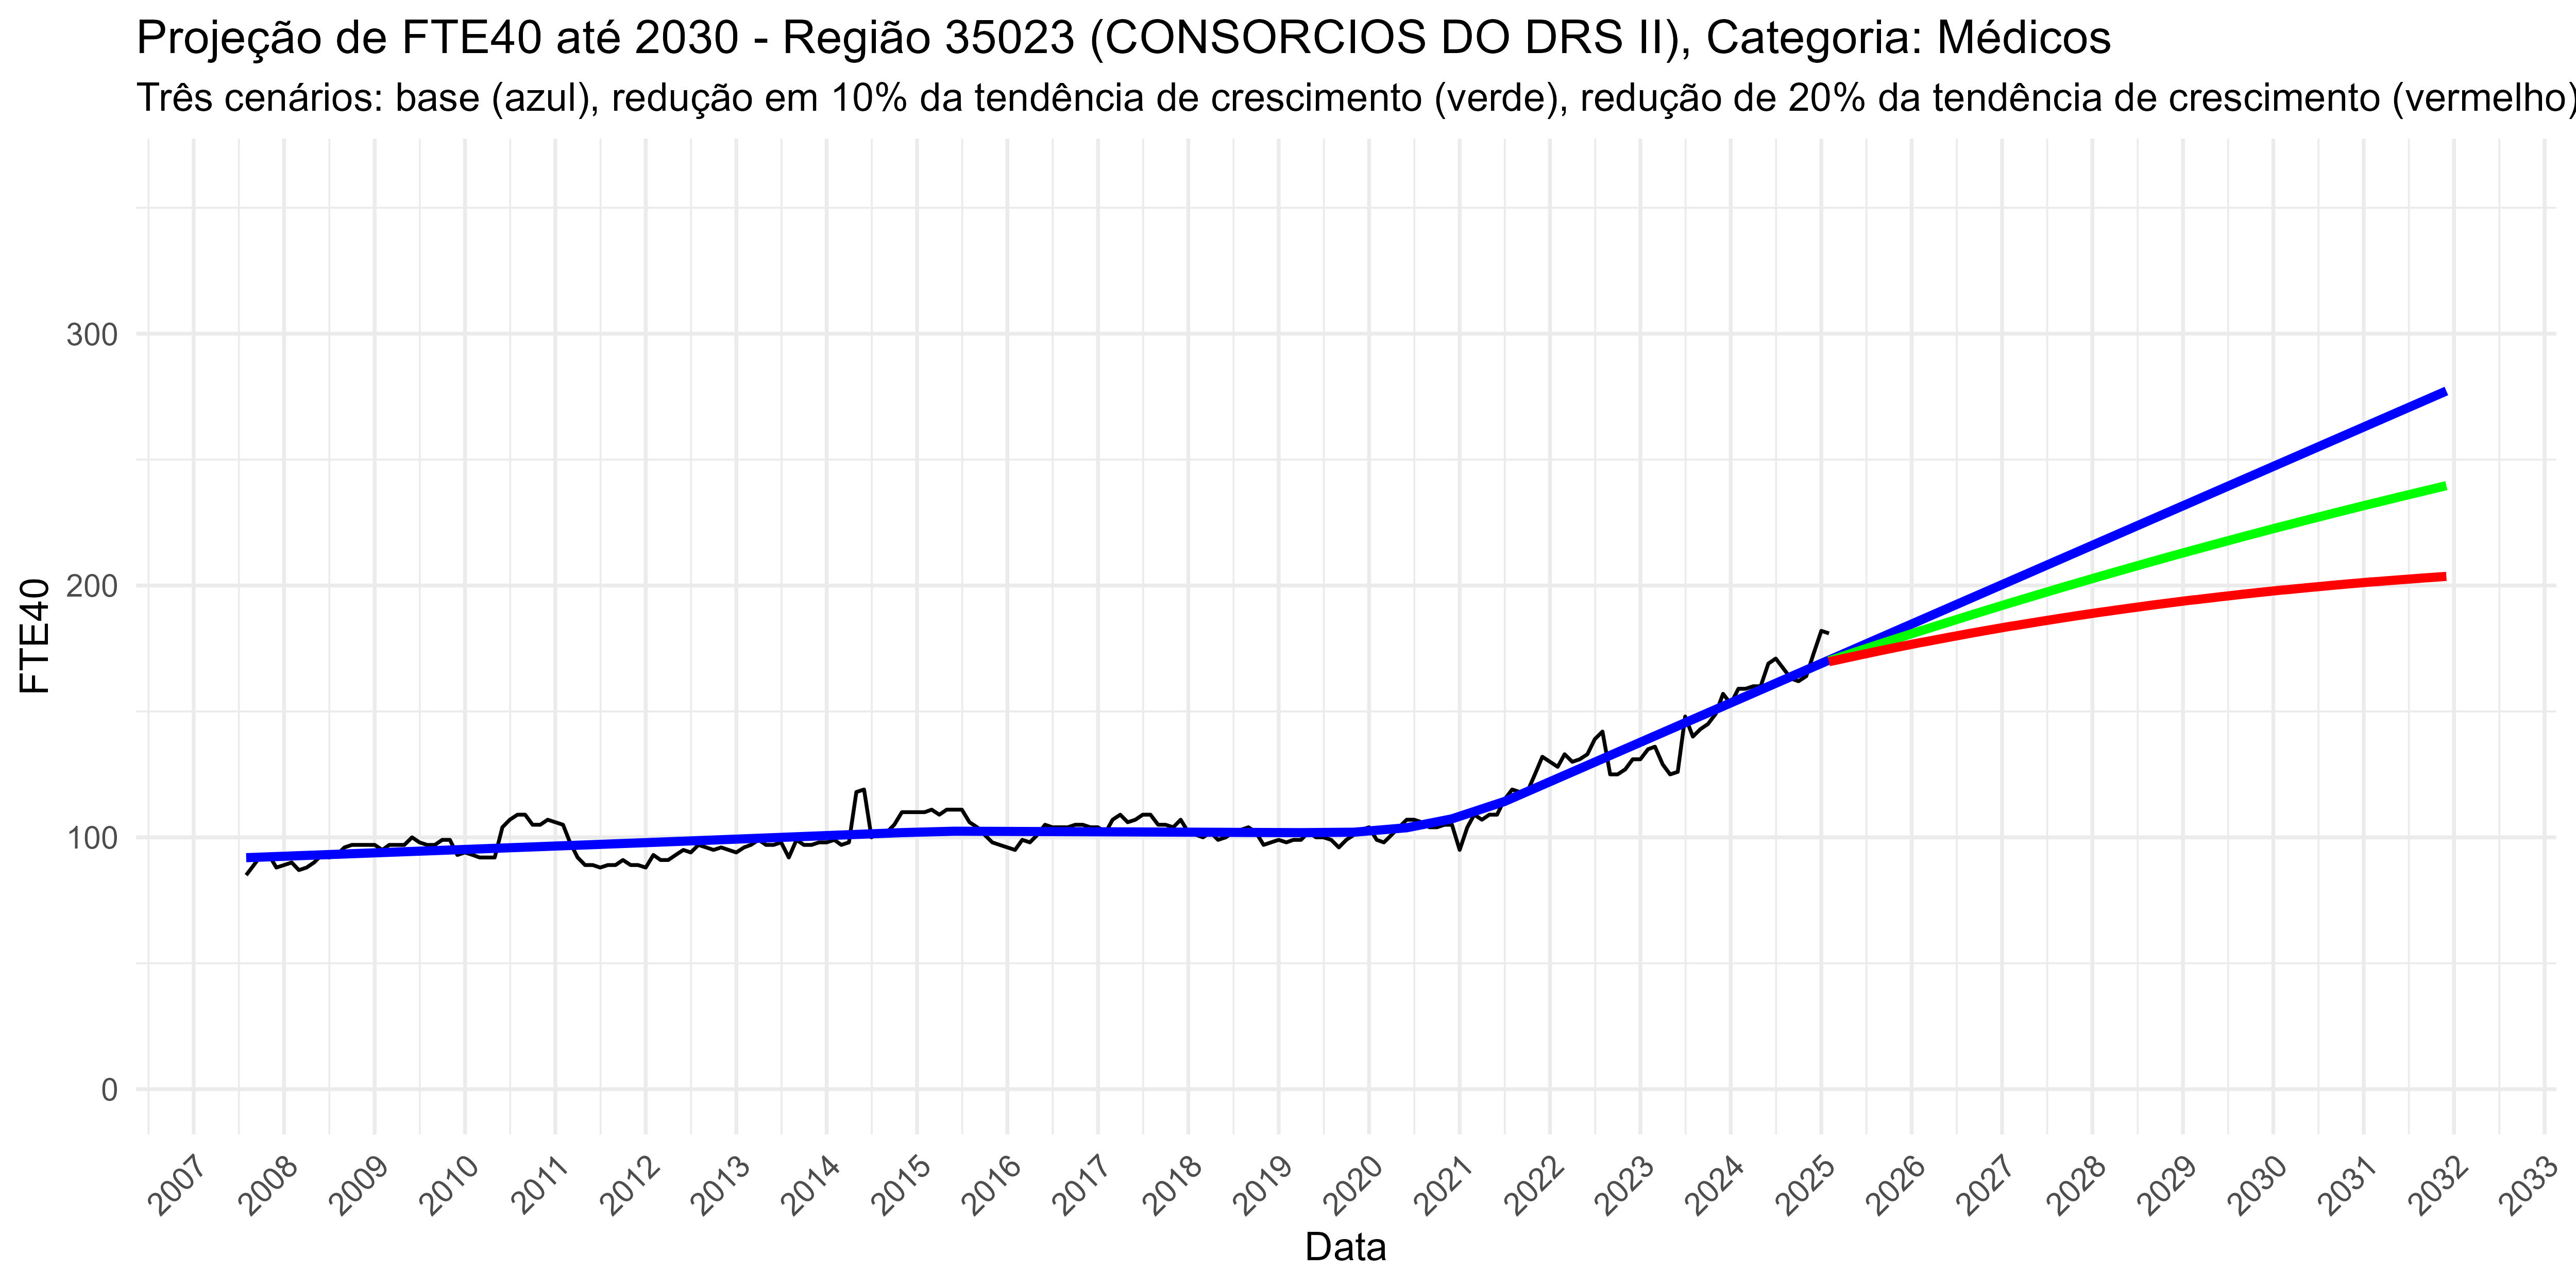 Projeção de FTE40 até 2030 - Região 35023 (CONSORCIOS DO DRS II), Categoria: Médicos
Três cenários: base (azul), redução em 10% da tendência de crescimento (verde), redução de 20% da tendência de crescimento (vermelho)
FTE40
300
200
100
0
2007 2008 2009 2010 2011 2012 2013 2014 2015 2016 2017 2018 2019 2020 2021 2022 2023 2024 2025 2026 2027 2028 2029 2030 2031 2032 2033
Data